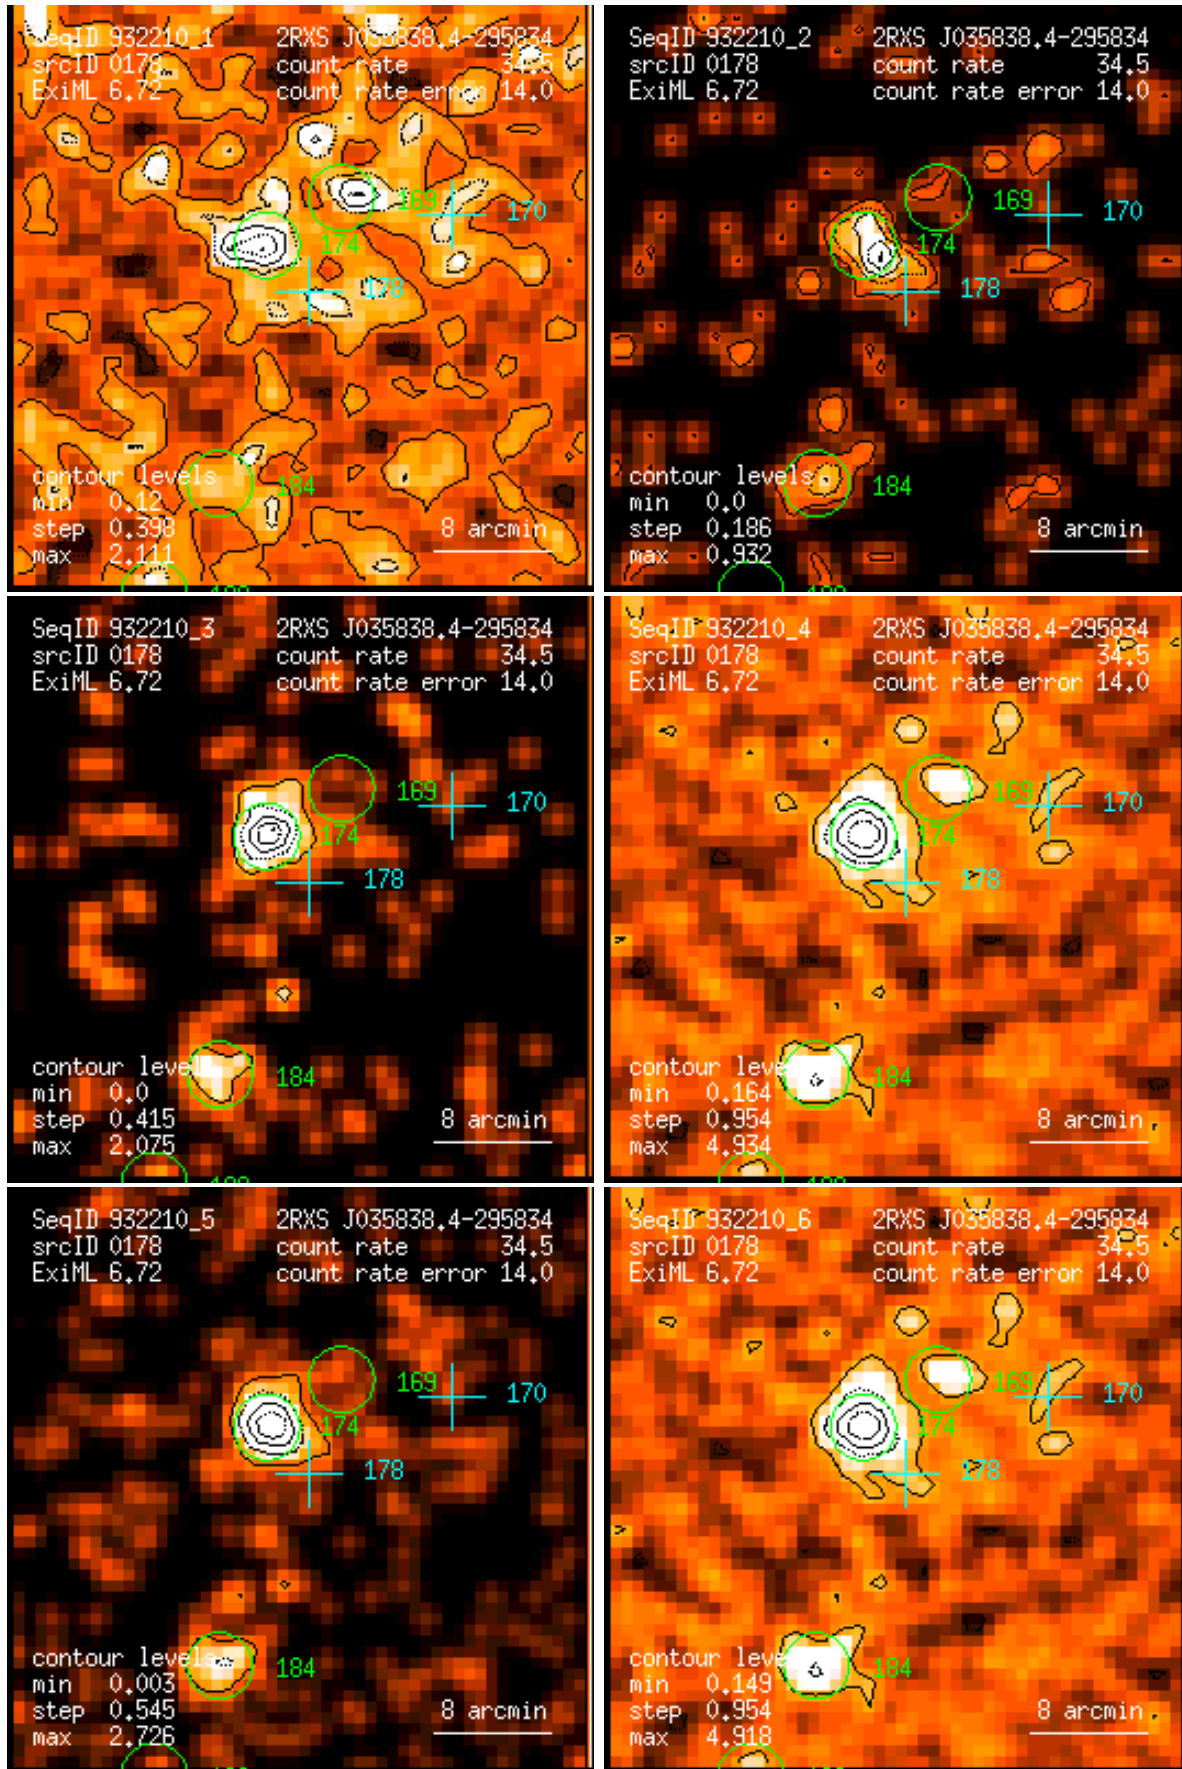 SeqID 932210_1 2RXS J035838.4-295834
srcID 0178 count rate 34.5
ExiML 6.72 count rate error 14.0
169
170
174
178
contour levels
184
min 0.12
step 0.398 8 arcmin
max 2.111
SeqID 932210_2 2RXS J035838.4-295834
srcID 0178 count rate 34.5
ExiML 6.72 count rate error 14.0
169
170
174
178
contour levels
184
min 0.0
step 0.186 8 arcmin
max 0.932
SeqID 932210_3 2RXS J035838.4-295834
srcID 0178 count rate 34.5
ExiML 6.72 count rate error 14.0
169
170
174
178
contour levels
184
min 0.0
step 0.415 8 arcmin
max 2.075
SeqID 932210_4 2RXS J035838.4-295834
srcID 0178 count rate 34.5
ExiML 6.72 count rate error 14.0
169
170
174
178
contour levels
184
min 0.164
step 0.954 8 arcmin
max 4.934
SeqID 932210_5 2RXS J035838.4-295834
srcID 0178 count rate 34.5
ExiML 6.72 count rate error 14.0
169
170
174
178
contour levels
184
min 0.003
step 0.545 8 arcmin
max 2.726
SeqID 932210_6 2RXS J035838.4-295834
srcID 0178 count rate 34.5
ExiML 6.72 count rate error 14.0
169
170
174
178
contour levels
184
min 0.149
step 0.954 8 arcmin
max 4.918